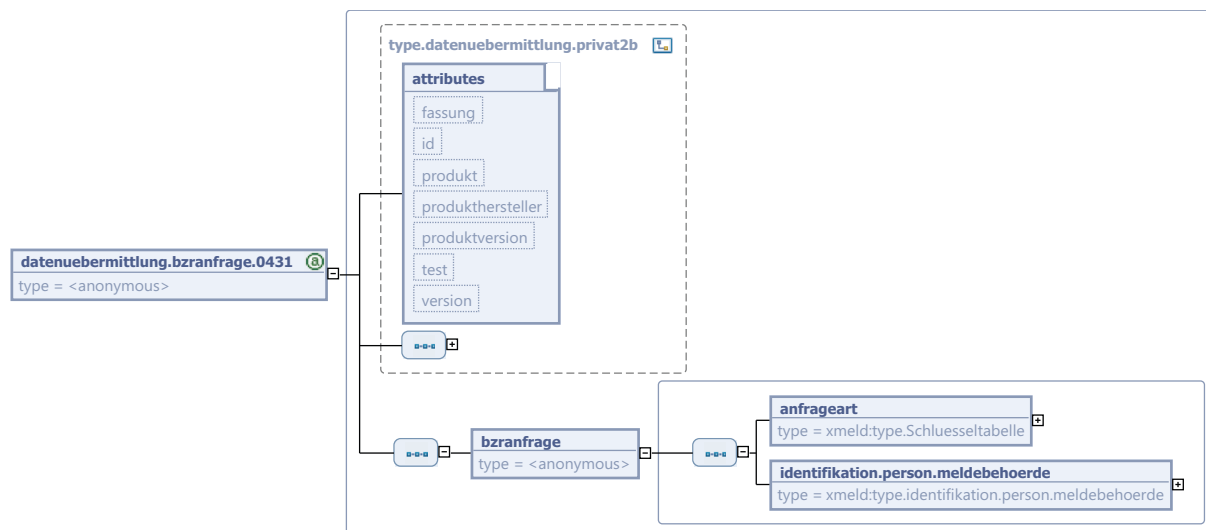 type.datenuebermittlung.privat2b
attributes
fassung
id
produkt
produkthersteller
produktversion
test
version
datenuebermittlung.bzranfrage.0431 a
type = <anonymous>
bzranfrage
type = <anonymous>
anfrageart
type = xmeld:type.Schluesseltabelle
identifikation.person.meldebehoerde
type = xmeld:type.identifikation.person.meldebehoerde